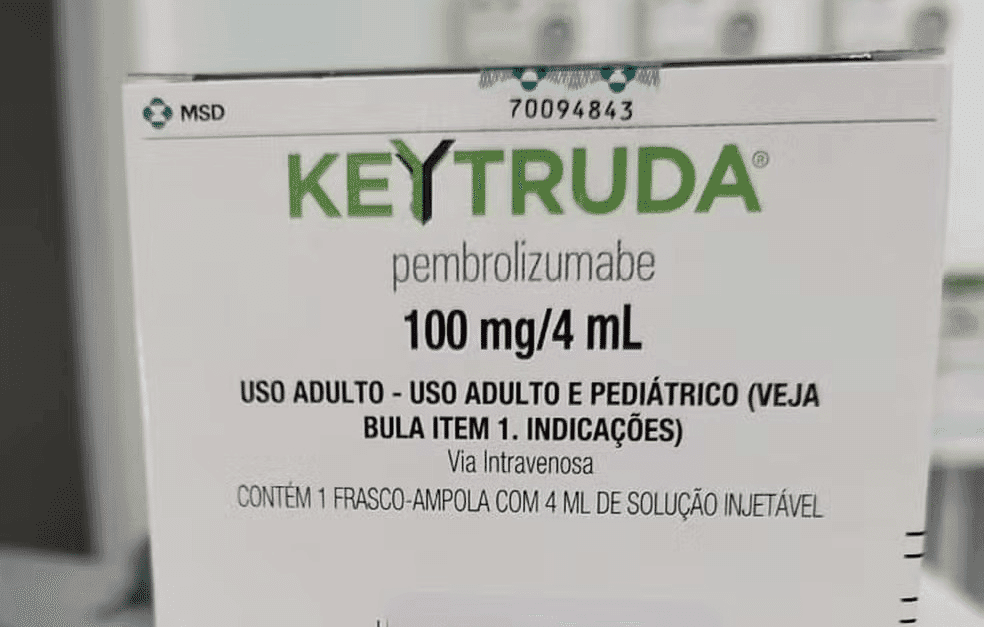 MSD
70094843
KEYTRUDA®
pembrolizumabe
100 mg/4 mL
USO ADULTO - USO ADULTO E PEDIÁTRICO (VEJA
BULA ITEM 1. INDICAÇÕES)
Via Intravenosa
CONTÉM 1 FRASCO-AMPOLA COM 4 ML DE SOLUÇÃO INJETÁVEL